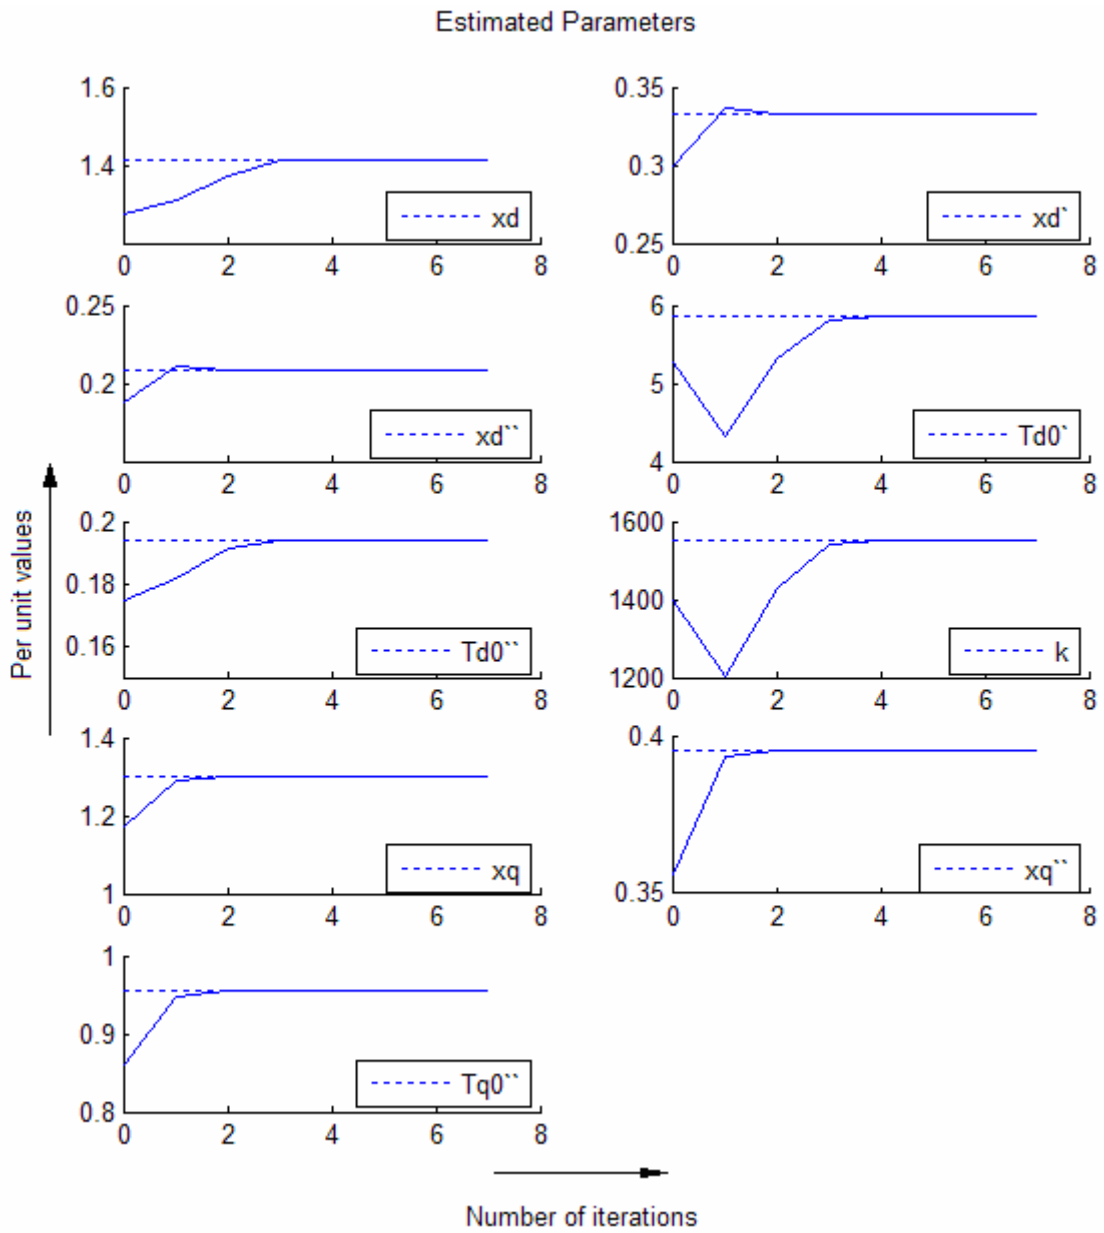 Estimated Parameters
1.6
1.4
xd
0 2 4 6 8
0.35
0.3
0.25
xd`
0 2 4 6 8
0.25
0.2
xd``
0 2 4 6 8
6
5
4
Td0`
0 2 4 6 8
0.2
0.18
0.16
Td0``
0 2 4 6 8
1600
1400
1200
k
0 2 4 6 8
1.4
1.2
1
xq
0 2 4 6 8
0.4
0.35
xq``
0 2 4 6 8
1
0.9
0.8
Tq0``
0 2 4 6 8
Per unit values
Number of iterations